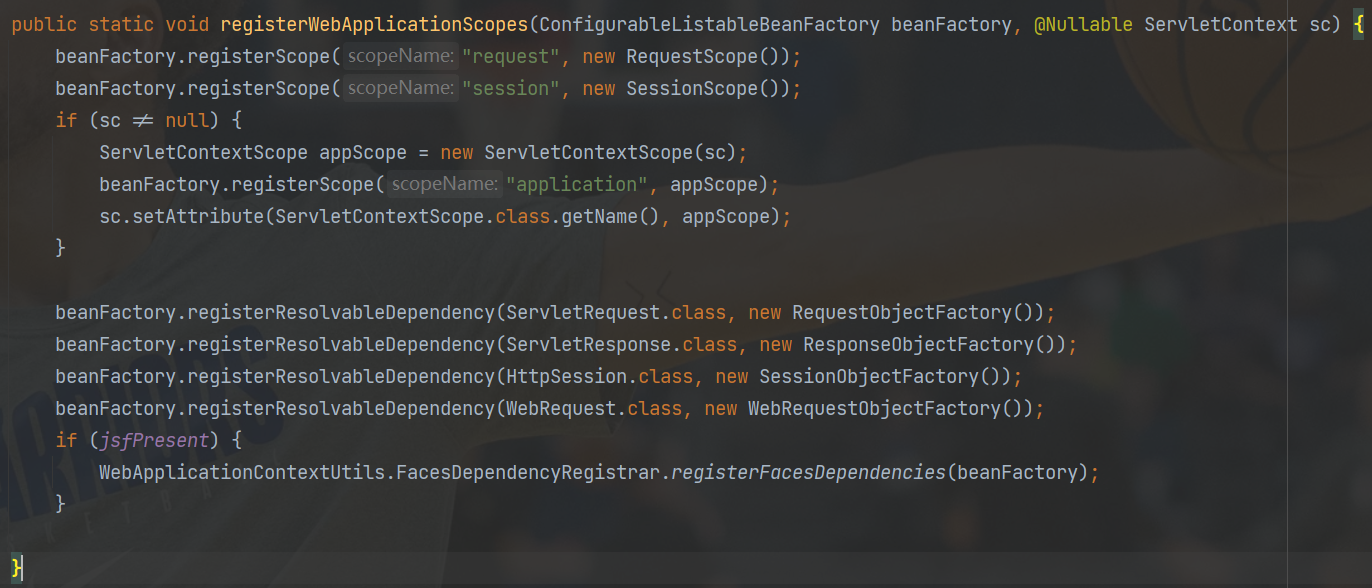 public static void registerWebApplicationScopes(ConfigurableListableBeanFactory beanFactory, @Nullable ServletContext sc) {
    beanFactory.registerScope( scopeName: "request", new RequestScope());
    beanFactory.registerScope( scopeName: "session", new SessionScope());
    if (sc ≠ null) {
        ServletContextScope appScope = new ServletContextScope(sc);
        beanFactory.registerScope( scopeName: "application", appScope);
        sc.setAttribute(ServletContextScope.class.getName(), appScope);
    }
    beanFactory.registerResolvableDependency(ServletRequest.class, new RequestObjectFactory());
    beanFactory.registerResolvableDependency(ServletResponse.class, new ResponseObjectFactory());
    beanFactory.registerResolvableDependency(HttpSession.class, new SessionObjectFactory());
    beanFactory.registerResolvableDependency(WebRequest.class, new WebRequestObjectFactory());
    if (jsfPresent) {
        WebApplicationContextUtils.FacesDependencyRegistrar.registerFacesDependencies(beanFactory);
    }
}